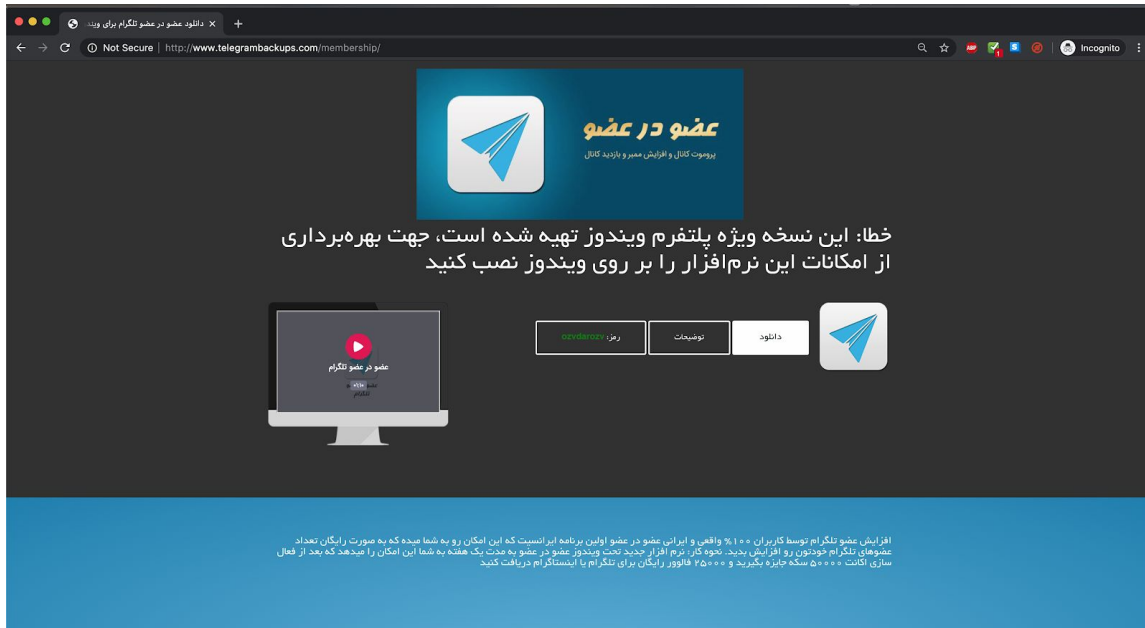 دانلود عضو در عضو تلگرام برای ویند
Not Secure | http://www.telegrambackups.com/membership/
ABP
1
S
Incognito
عضو در عضو
پروموت کانال و افزایش ممبر و بازدید کانال
خطا: این نسخه ویژه پلتفرم ویندوز تهیه شده است، جهت بهره‌برداری
از امکانات این نرم‌افزار را بر روی ویندوز نصب کنید
دانلود
توضیحات
رمز: ozvdarozv
عضو در عضو تلگرام
افزایش عضو تلگرام توسط کاربران ۱۰۰% واقعی و ایرانی عضو در عضو اولین برنامه ایرانسیت که این امکان رو به شما میده که به صورت رایگان تعداد
عضوهای تلگرام خودتون رو افزایش بدید. نحوه کار: نرم افزار جدید تحت ویندوز عضو در عضو به مدت یک هفته به شما این امکان را میدهد که بعد از فعال
سازی اکانت ۵۰۰۰۰ سکه جایزه بگیرید و ۲۵۰۰۰ فالوور رایگان برای تلگرام یا اینستاگرام دریافت کنید